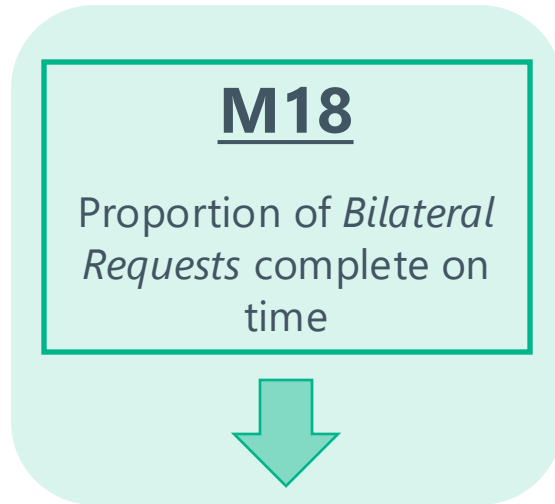 M18
Proportion of Bilateral
Requests complete on
time